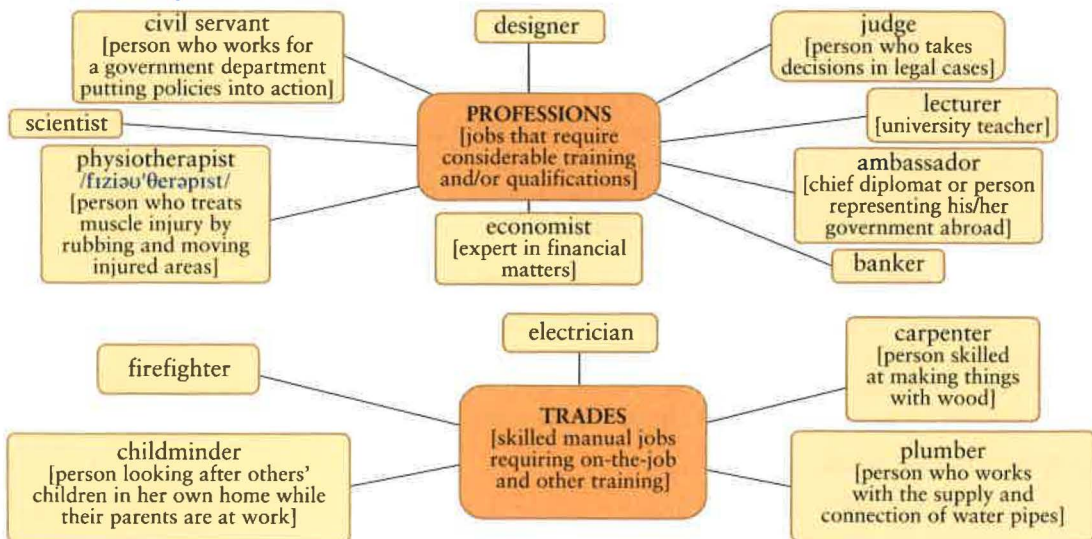 civil servant
[person who works for
a government department
putting policies into action]
designer
judge
[person who takes
decisions in legal cases]
scientist
PROFESSIONS
[jobs that require
considerable training
and/or qualifications]
lecturer
[university teacher]
physiotherapist
/fɪziəʊ'θerəpɪst/
[person who treats
muscle injury by
rubbing and moving
injured areas]
economist
[expert in financial
matters]
ambassador
[chief diplomat or person
representing his/her
government abroad]
banker
firefighter
electrician
carpenter
[person skilled
at making things
with wood]
TRADES
[skilled manual jobs
requiring on-the-job
and other training]
childminder
[person looking after others'
children in her own home while
their parents are at work]
plumber
[person who works
with the supply and
connection of water pipes]